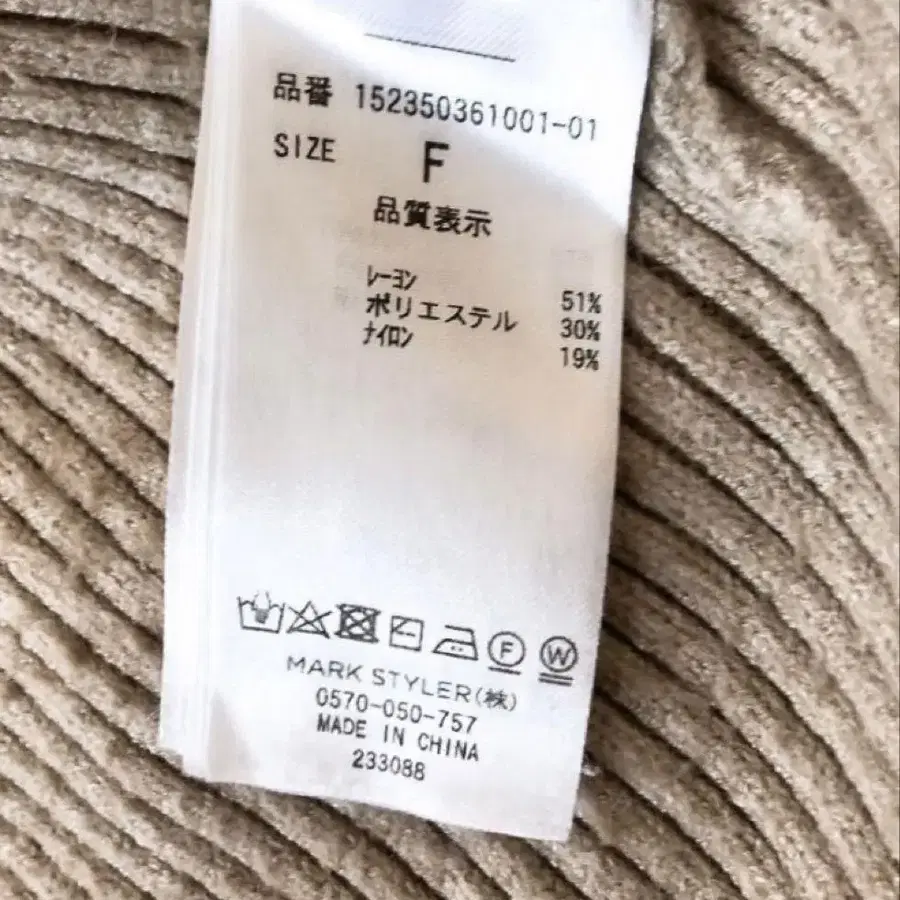 品番 152350361001-01
SIZE F
品質表示
レーヨン 51%
ポリエステル 30%
ナイロン 19%
F W
MARK STYLER(株)
0570-050-757
MADE IN CHINA
233088